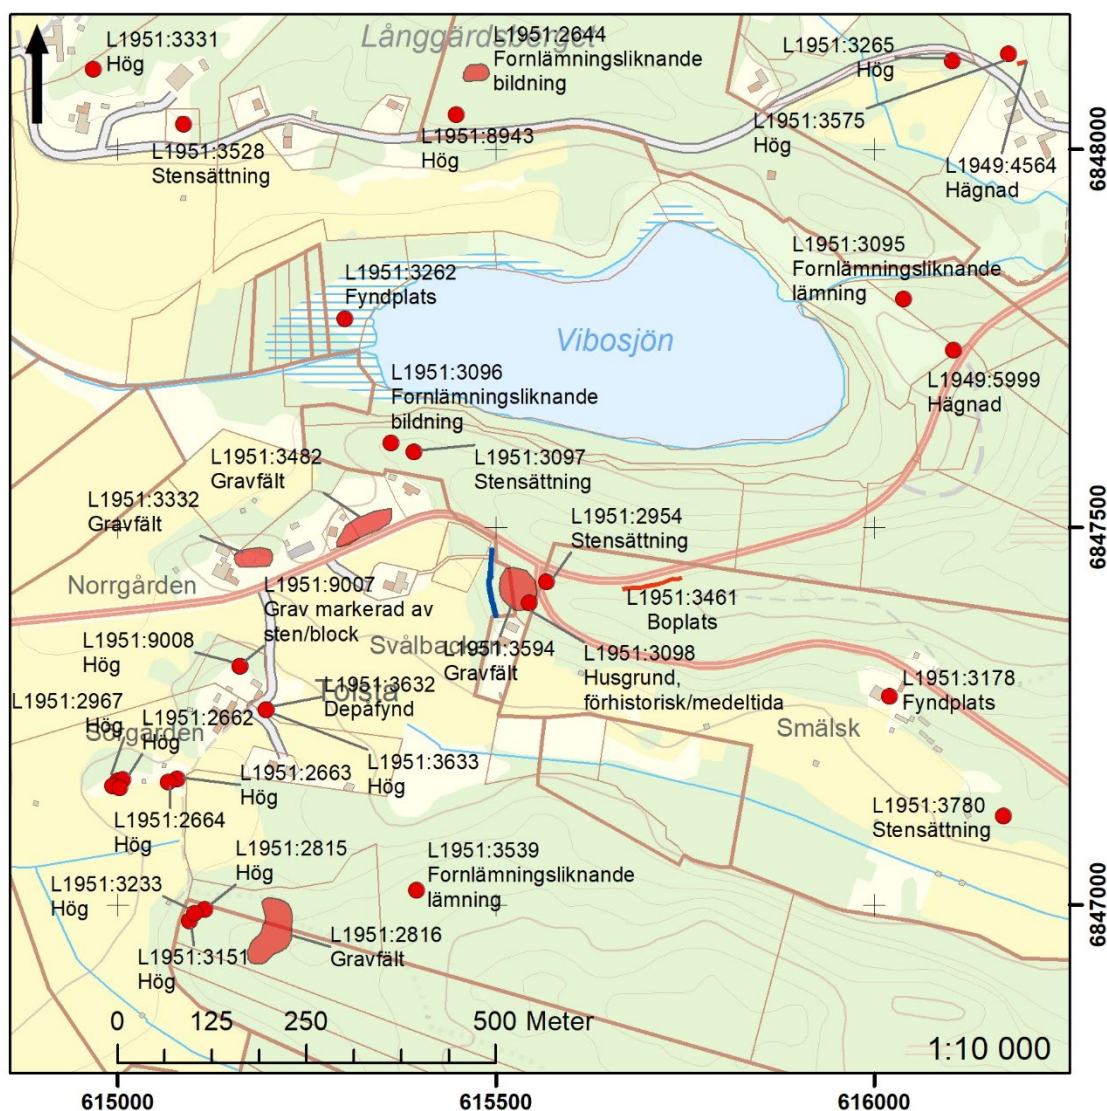 L1951:3331
Hög
Långgärdsberget
L1951:2644
Fornlämningsliknande
bildning
L1951:3265
Hög
L1951:3528
Stensättning
L1951:8943
Hög
L1951:3575
Hög
L1949:4564
Hägnad
6848000
L1951:3262
Fyndplats
Vibosjön
L1951:3095
Fornlämningsliknande
lämning
L1951:3096
Fornlämningsliknande
bildning
L1949:5999
Hägnad
L1951:3482
Gravfält
L1951:3097
Stensättning
L1951:3332
Gravfält
L1951:2954
Stensättning
6847500
Norrgården
L1951:9007
Grav markerad av
sten/block
L1951:3461
Boplats
L1951:9008
Hög
Svålbacken
L1951:3594
Gravfält
L1951:3098
Husgrund,
förhistorisk/medeltida
L1951:3178
Fyndplats
L1951:2967
Hög
L1951:2662
Hög
Sörgården
L1951:3632
Depåfynd
Tolsta
Smälsk
L1951:2663
Hög
L1951:3633
Hög
L1951:2664
Hög
L1951:3780
Stensättning
L1951:2815
Hög
L1951:3539
Fornlämningsliknande
lämning
L1951:3233
Hög
6847000
L1951:3151
Hög
L1951:2816
Gravfält
0 125 250 500 Meter
1:10 000
615000 615500 616000